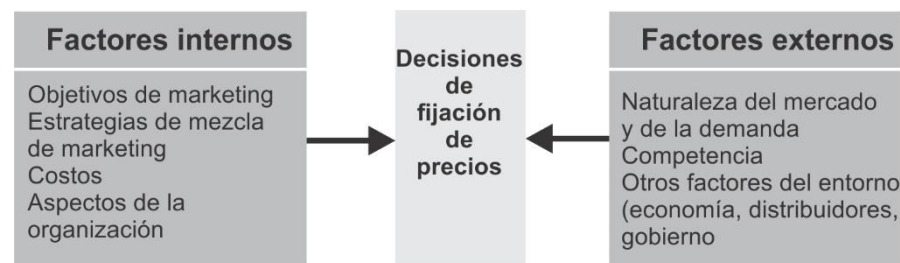 Factores internos
Objetivos de marketing
Estrategias de mezcla
de marketing
Costos
Aspectos de la
organización
Decisiones
de
fijación
de
precios
Factores externos
Naturaleza del mercado
y de la demanda
Competencia
Otros factores del entorno
(economía, distribuidores,
gobierno